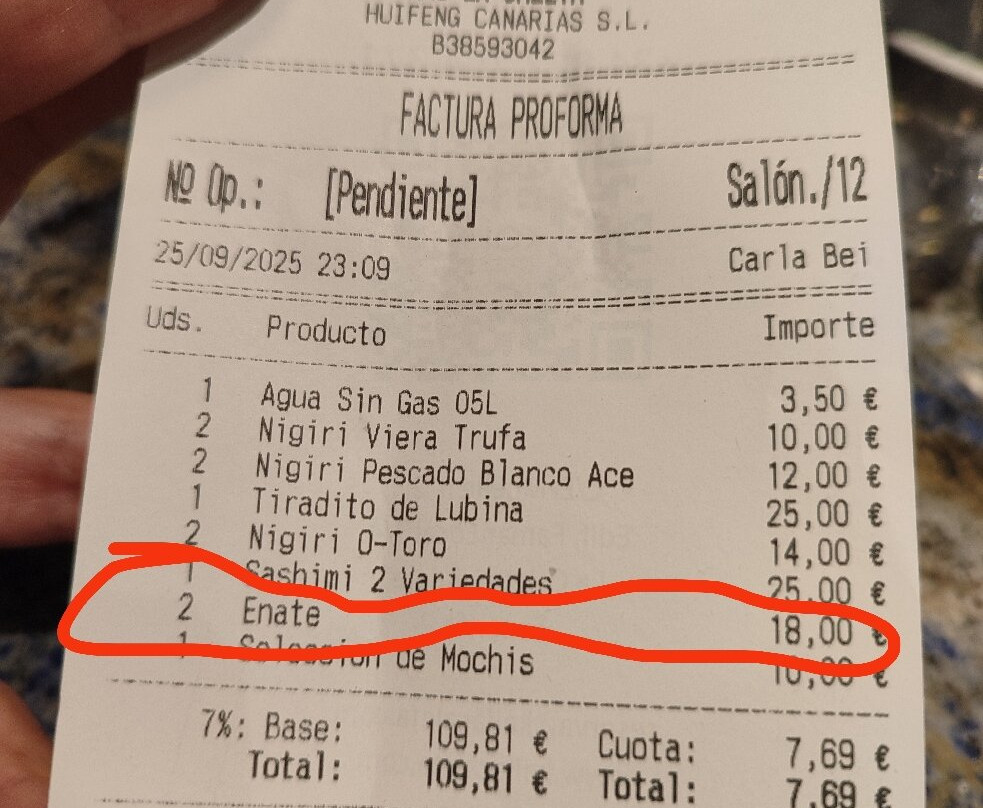 HUIFENG CANARIAS S.L.
B38593042
FACTURA PROFORMA
Nº Op.: [Pendiente] Salón./12
25/09/2025 23:09 Carla Bei
Uds. Producto Importe
1 Agua Sin Gas 05L 3,50 €
2 Nigiri Viera Trufa 10,00 €
2 Nigiri Pescado Blanco Ace 12,00 €
1 Tiradito de Lubina 25,00 €
2 Nigiri O-Toro 14,00 €
1 Sashimi 2 Variedades 25,00 €
2 Enate 18,00 €
1 Selección de Mochis 10,00 €
7%: Base: 109,81 € Cuota: 7,69 €
Total: 109,81 € Total: 7,69 €